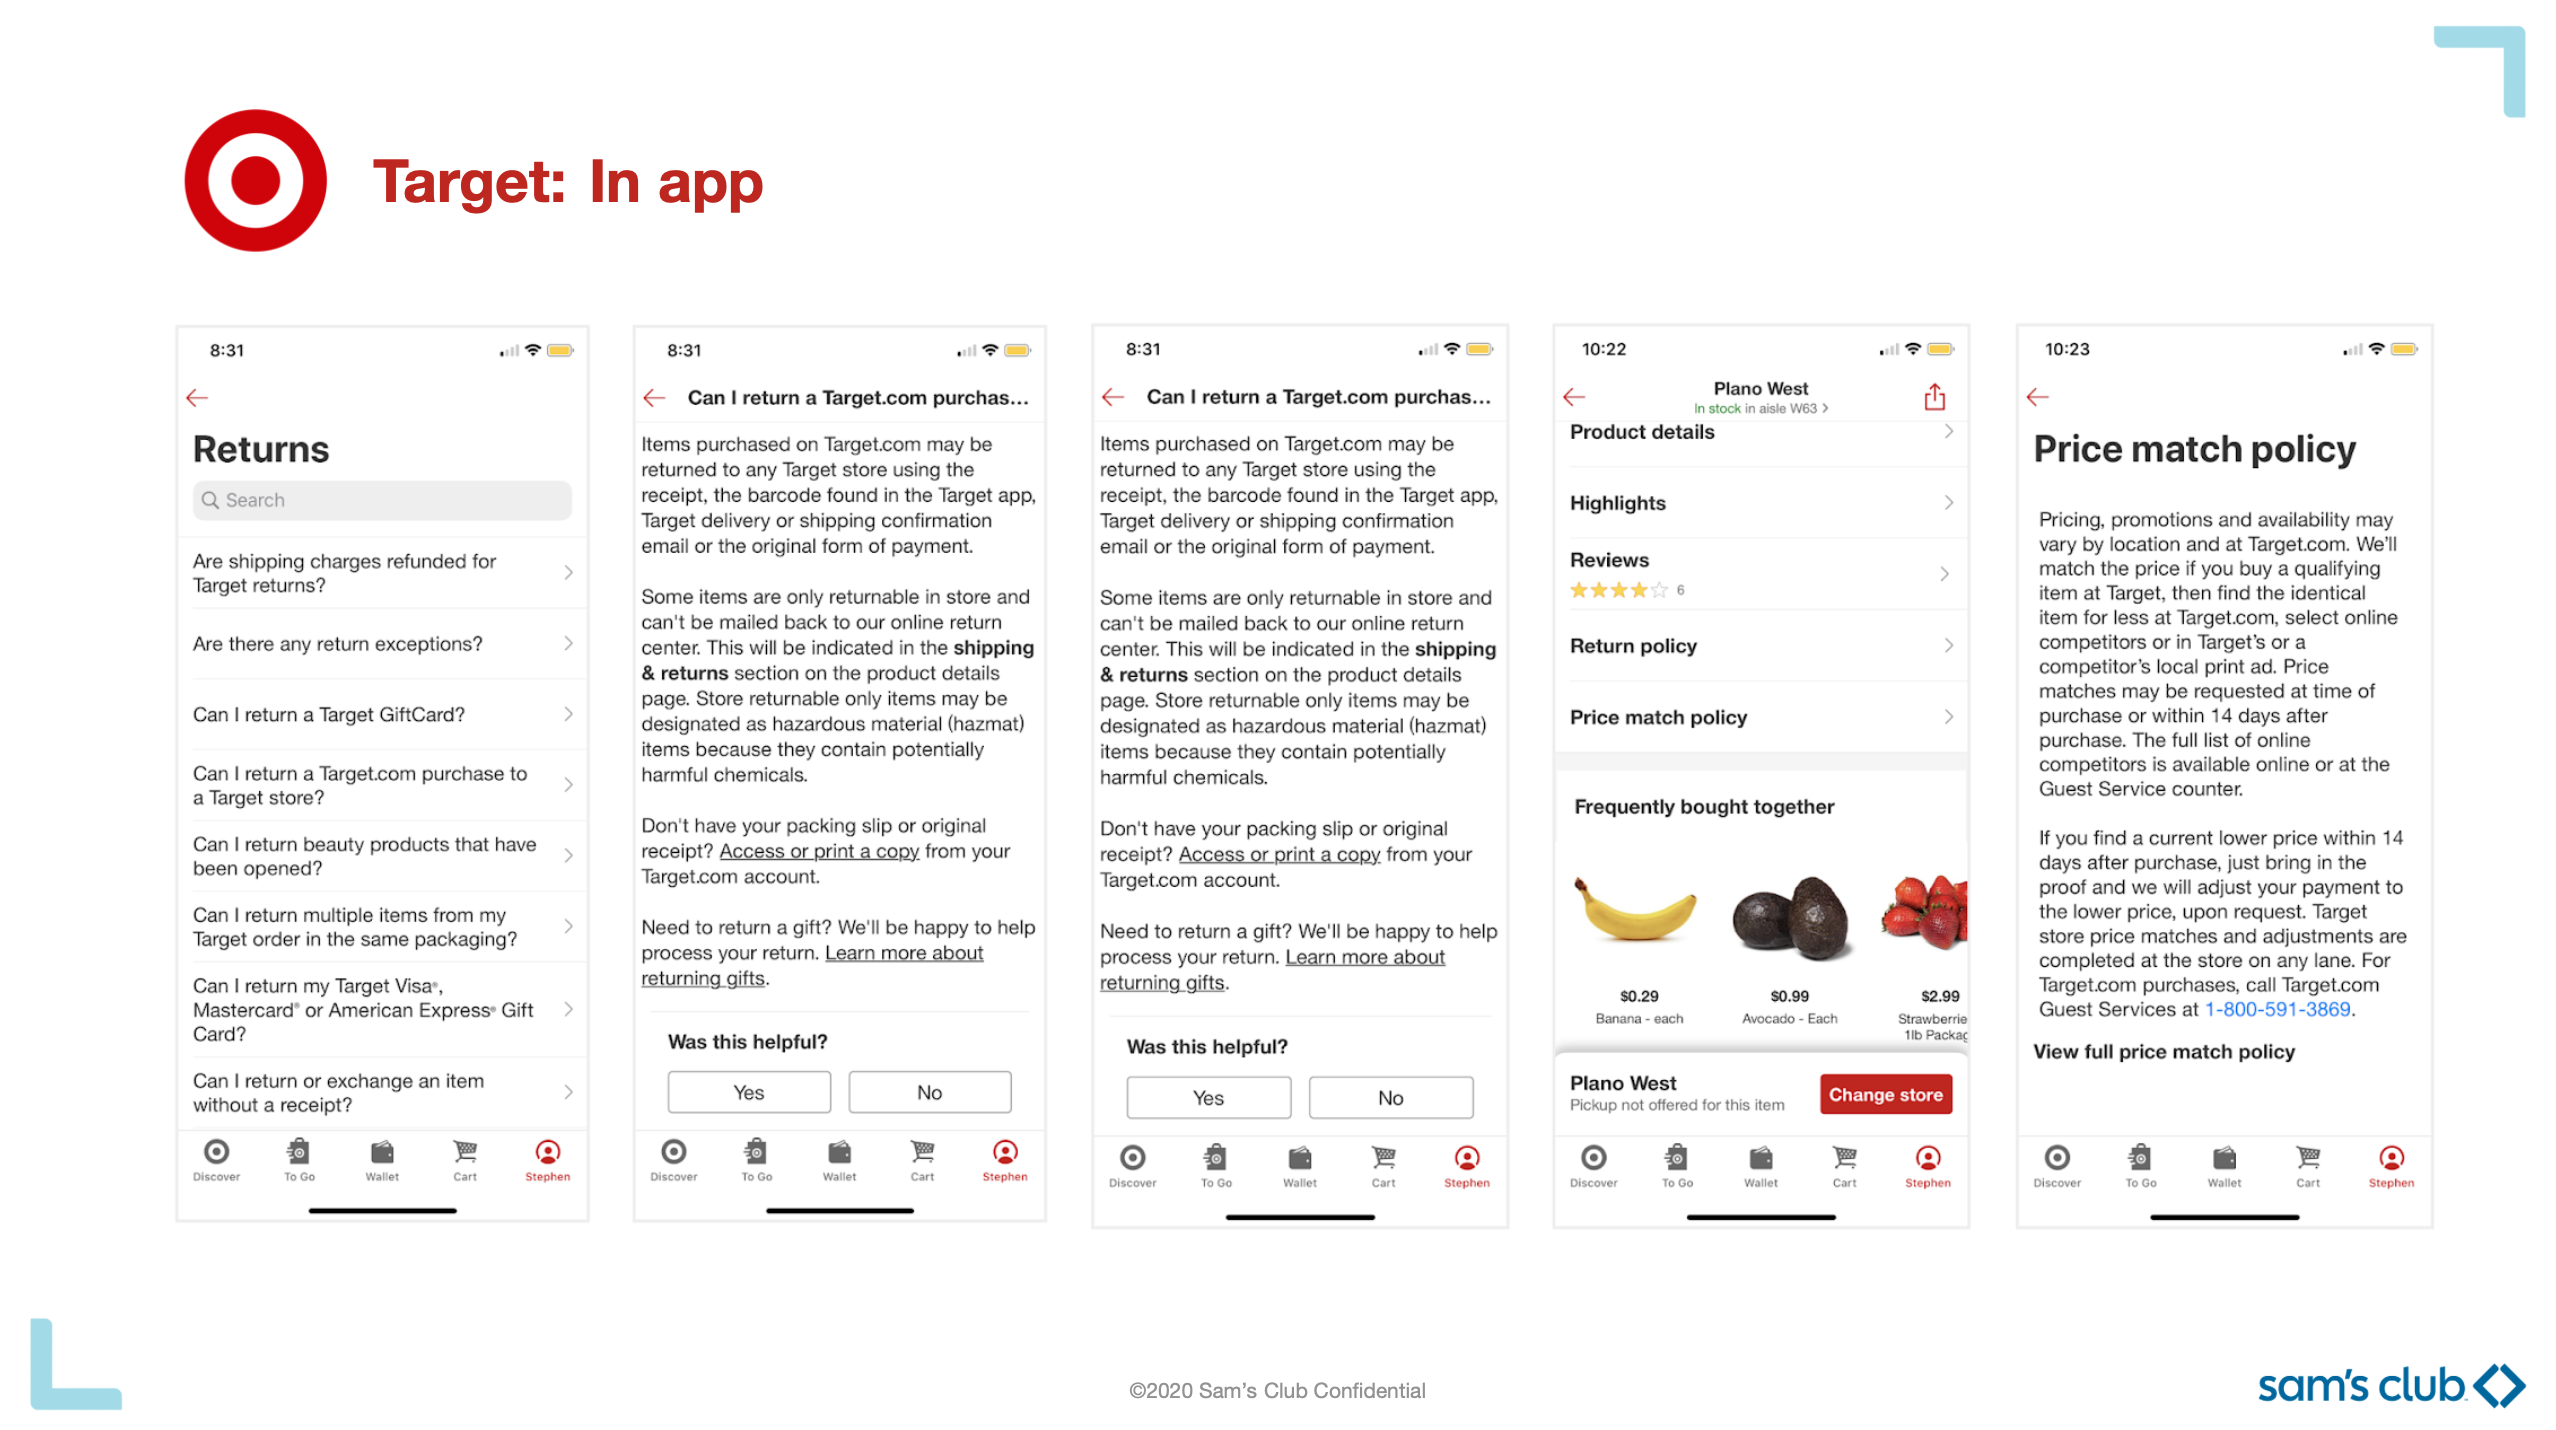 Target: In app
8:31
Returns
Search
Are shipping charges refunded for
Target returns?
Are there any return exceptions?
Can I return a Target GiftCard?
Can I return a Target.com purchase to
a Target store?
Can I return beauty products that have
been opened?
Can I return multiple items from my
Target order in the same packaging?
Can I return my Target Visa®,
Mastercard® or American Express® Gift
Card?
Can I return or exchange an item
without a receipt?
Discover To Go Wallet Cart Stephen
8:31
Can I return a Target.com purchas...
Items purchased on Target.com may be
returned to any Target store using the
receipt, the barcode found in the Target app,
Target delivery or shipping confirmation
email or the original form of payment.
Some items are only returnable in store and
can't be mailed back to our online return
center. This will be indicated in the shipping
& returns section on the product details
page. Store returnable only items may be
designated as hazardous material (hazmat)
items because they contain potentially
harmful chemicals.
Don't have your packing slip or original
receipt? Access or print a copy from your
Target.com account.
Need to return a gift? We'll be happy to help
process your return. Learn more about
returning gifts.
Was this helpful?
Yes No
Discover To Go Wallet Cart Stephen
8:31
Can I return a Target.com purchas...
Items purchased on Target.com may be
returned to any Target store using the
receipt, the barcode found in the Target app,
Target delivery or shipping confirmation
email or the original form of payment.
Some items are only returnable in store and
can't be mailed back to our online return
center. This will be indicated in the shipping
& returns section on the product details
page. Store returnable only items may be
designated as hazardous material (hazmat)
items because they contain potentially
harmful chemicals.
Don't have your packing slip or original
receipt? Access or print a copy from your
Target.com account.
Need to return a gift? We'll be happy to help
process your return. Learn more about
returning gifts.
Was this helpful?
Yes No
Discover To Go Wallet Cart Stephen
10:22
Plano West
In stock in aisle W63
Product details
Highlights
Reviews
6
Return policy
Price match policy
Frequently bought together
$0.29 $0.99 $2.99
Banana - each Avocado - Each Strawberrie
1lb Packag
Plano West
Pickup not offered for this item
Change store
Discover To Go Wallet Cart Stephen
10:23
Price match policy
Pricing, promotions and availability may
vary by location and at Target.com. We'll
match the price if you buy a qualifying
item at Target, then find the identical
item for less at Target.com, select online
competitors or in Target's or a
competitor's local print ad. Price
matches may be requested at time of
purchase or within 14 days after
purchase. The full list of online
competitors is available online or at the
Guest Service counter.
If you find a current lower price within 14
days after purchase, just bring in the
proof and we will adjust your payment to
the lower price, upon request. Target
store price matches and adjustments are
completed at the store on any lane. For
Target.com purchases, call Target.com
Guest Services at 1-800-591-3869.
View full price match policy
Discover To Go Wallet Cart Stephen
©2020 Sam's Club Confidential
sam's club